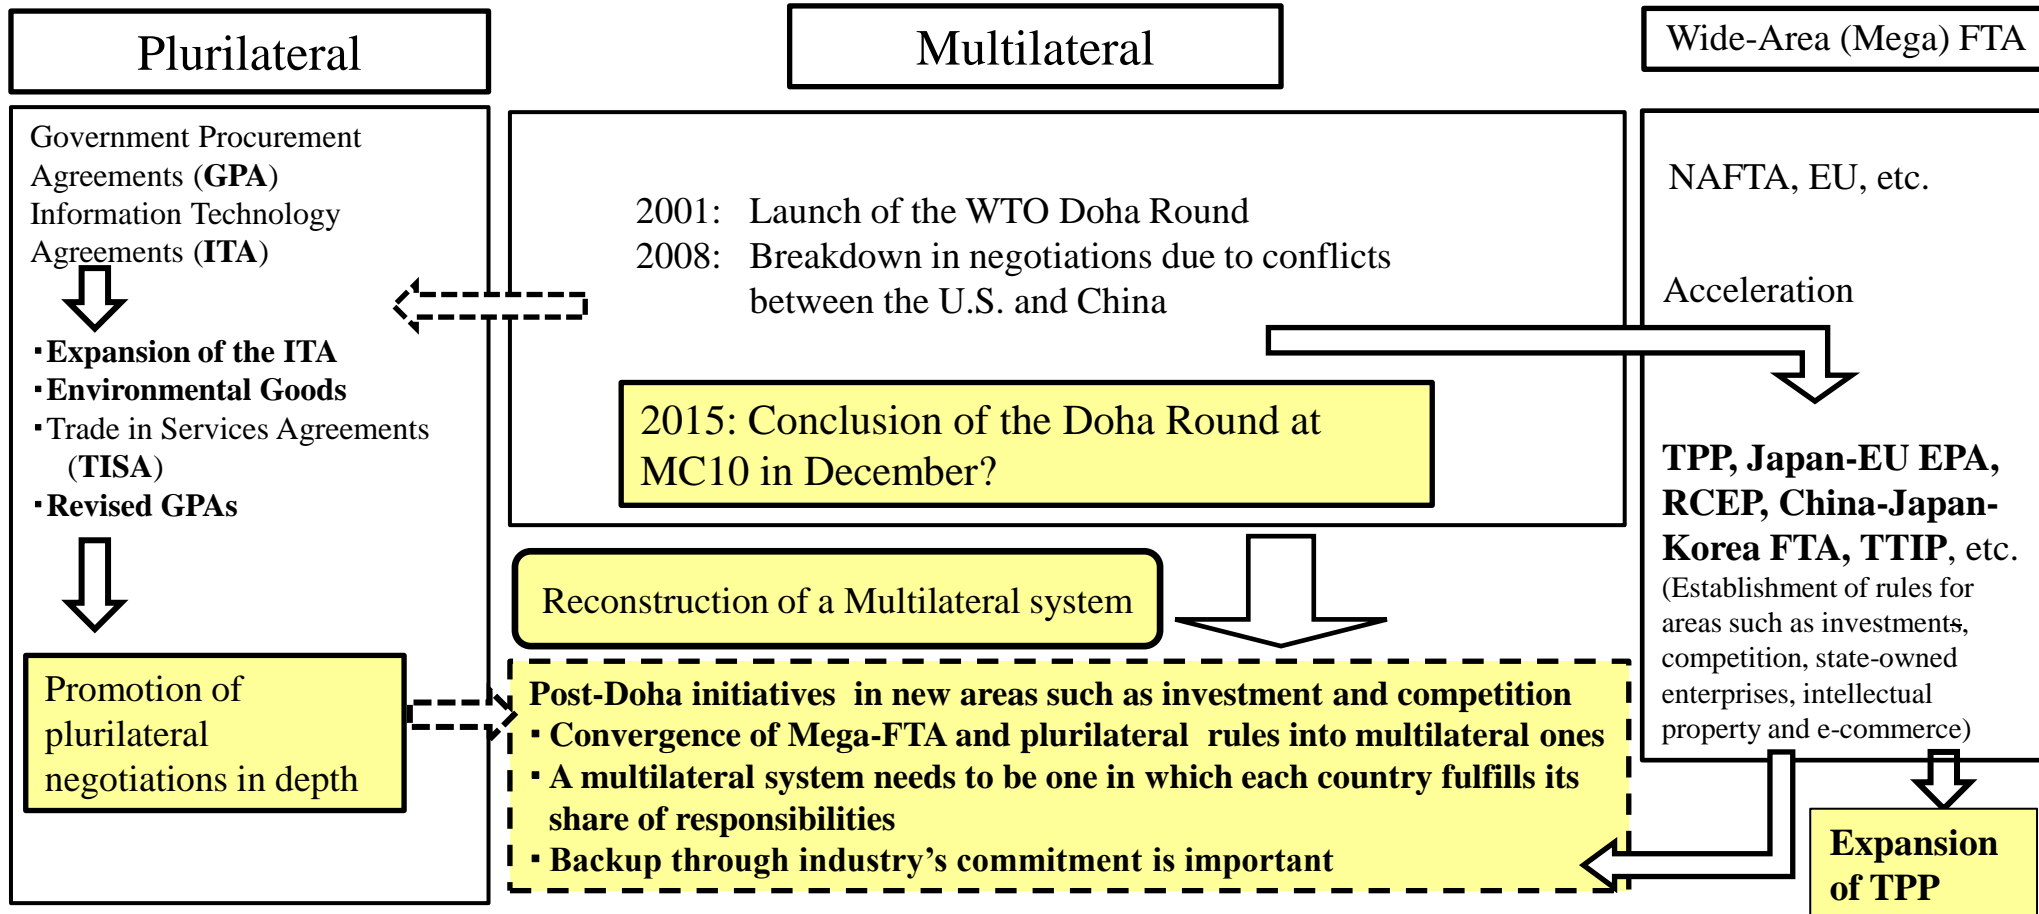 Plurilateral
Multilateral
Wide-Area (Mega) FTA
Government Procurement
Agreements (GPA)
Information Technology
Agreements (ITA)
・Expansion of the ITA
・Environmental Goods
・Trade in Services Agreements
(TISA)
・Revised GPAs
Promotion of
plurilateral
negotiations in depth
2001: Launch of the WTO Doha Round
2008: Breakdown in negotiations due to conflicts
between the U.S. and China
2015: Conclusion of the Doha Round at
MC10 in December?
Reconstruction of a Multilateral system
Post-Doha initiatives in new areas such as investment and competition
・Convergence of Mega-FTA and plurilateral rules into multilateral ones
・A multilateral system needs to be one in which each country fulfills its
share of responsibilities
・Backup through industry's commitment is important
NAFTA, EU, etc.
Acceleration
TPP, Japan-EU EPA,
RCEP, China-Japan-
Korea FTA, TTIP, etc.
(Establishment of rules for
areas such as investments,
competition, state-owned
enterprises, intellectual
property and e-commerce)
Expansion
of TPP